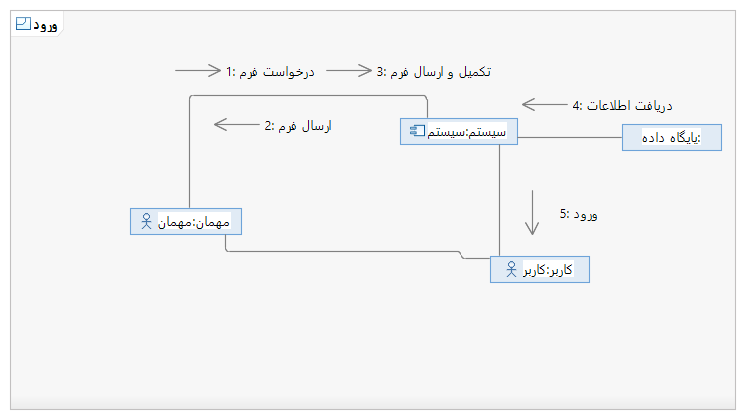 ورود
1: درخواست فرم
3: تکمیل و ارسال فرم
4: دریافت اطلاعات
2: ارسال فرم
سیستم:سیستم
پایگاه داده:
مهمان:مهمان
5: ورود
کاربر:کاربر